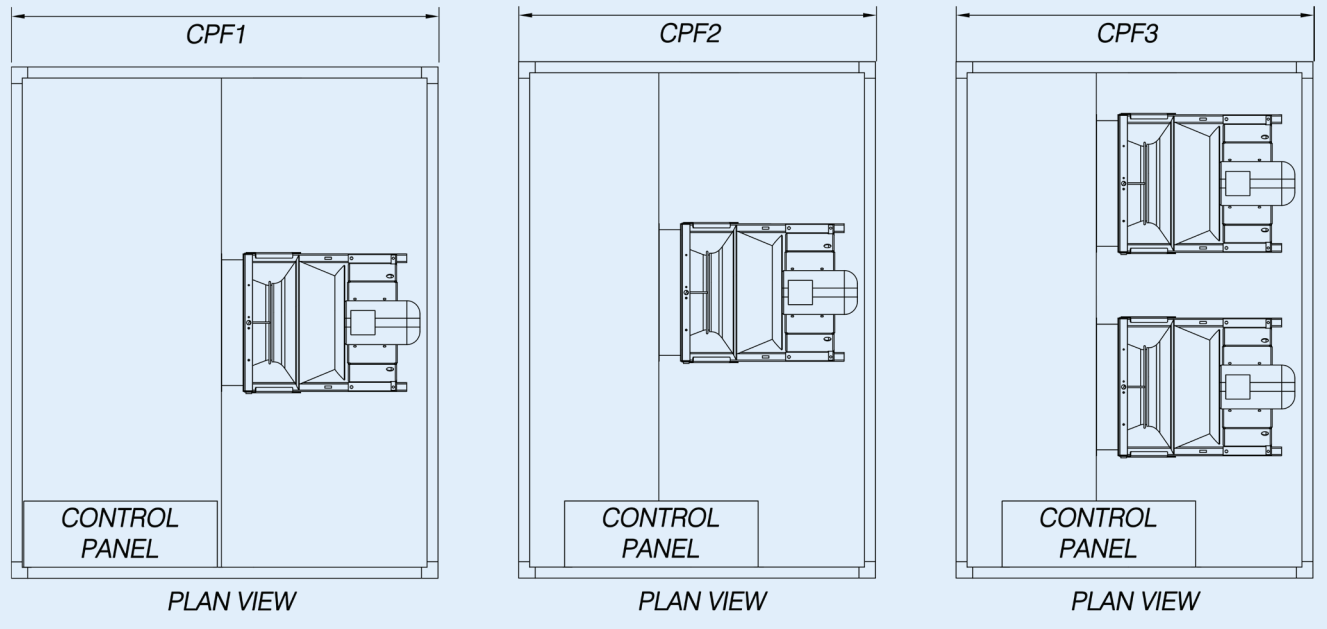 CPF1
CPF2
CPF3
CONTROL
PANEL
CONTROL
PANEL
CONTROL
PANEL
PLAN VIEW
PLAN VIEW
PLAN VIEW